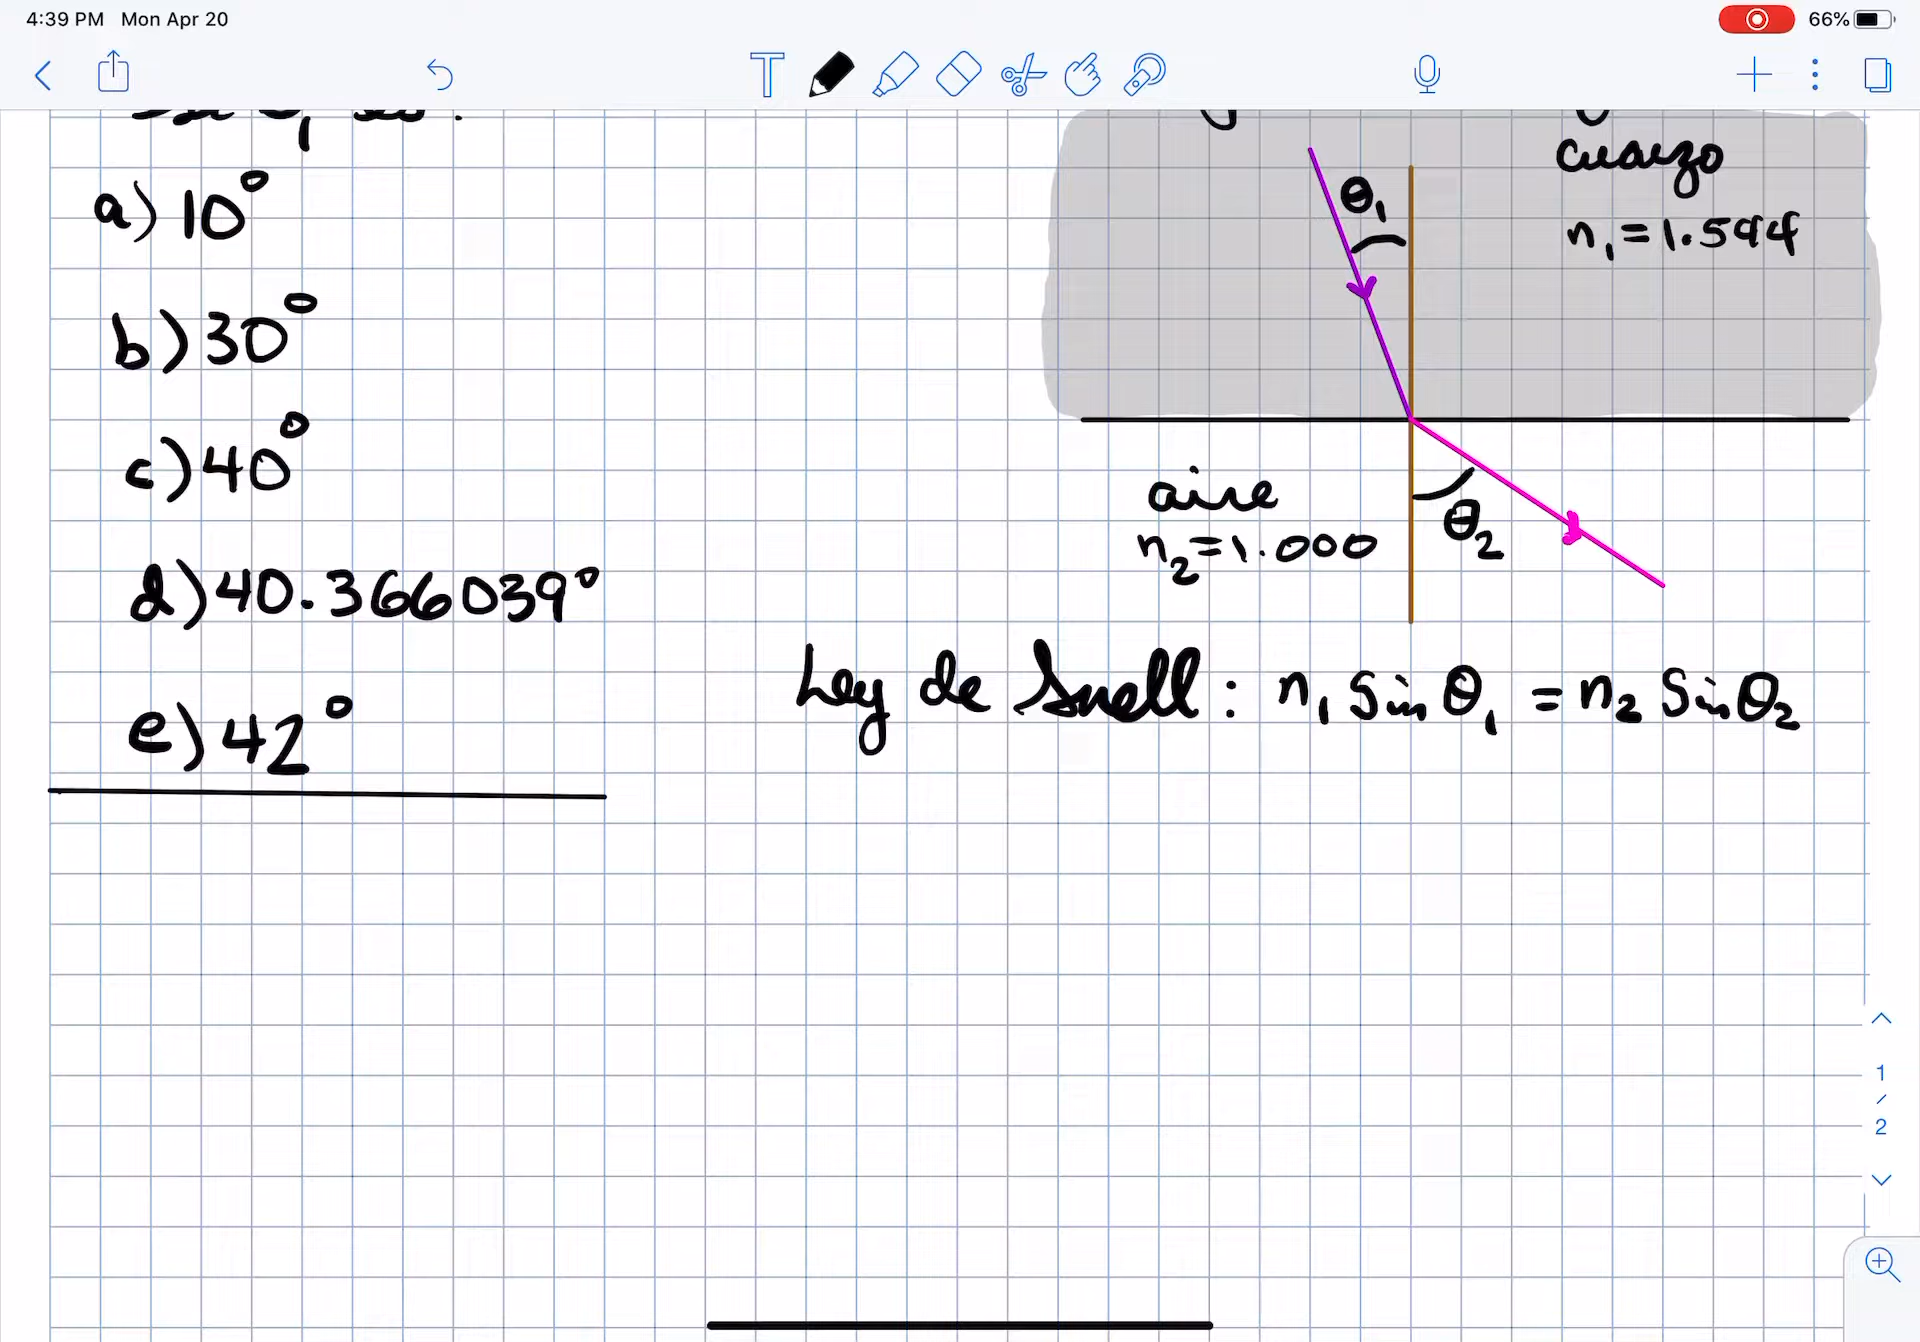 4:39 PM Mon Apr 20
66%
cuarzo
n₁ = 1.544
θ₁
a) 10°
b) 30°
c) 40°
d) 40.366039°
e) 42°
aire
n₂ = 1.000
θ₂
Ley de Snell: n₁ Sin θ₁ = n₂ Sin θ₂
1
/
2